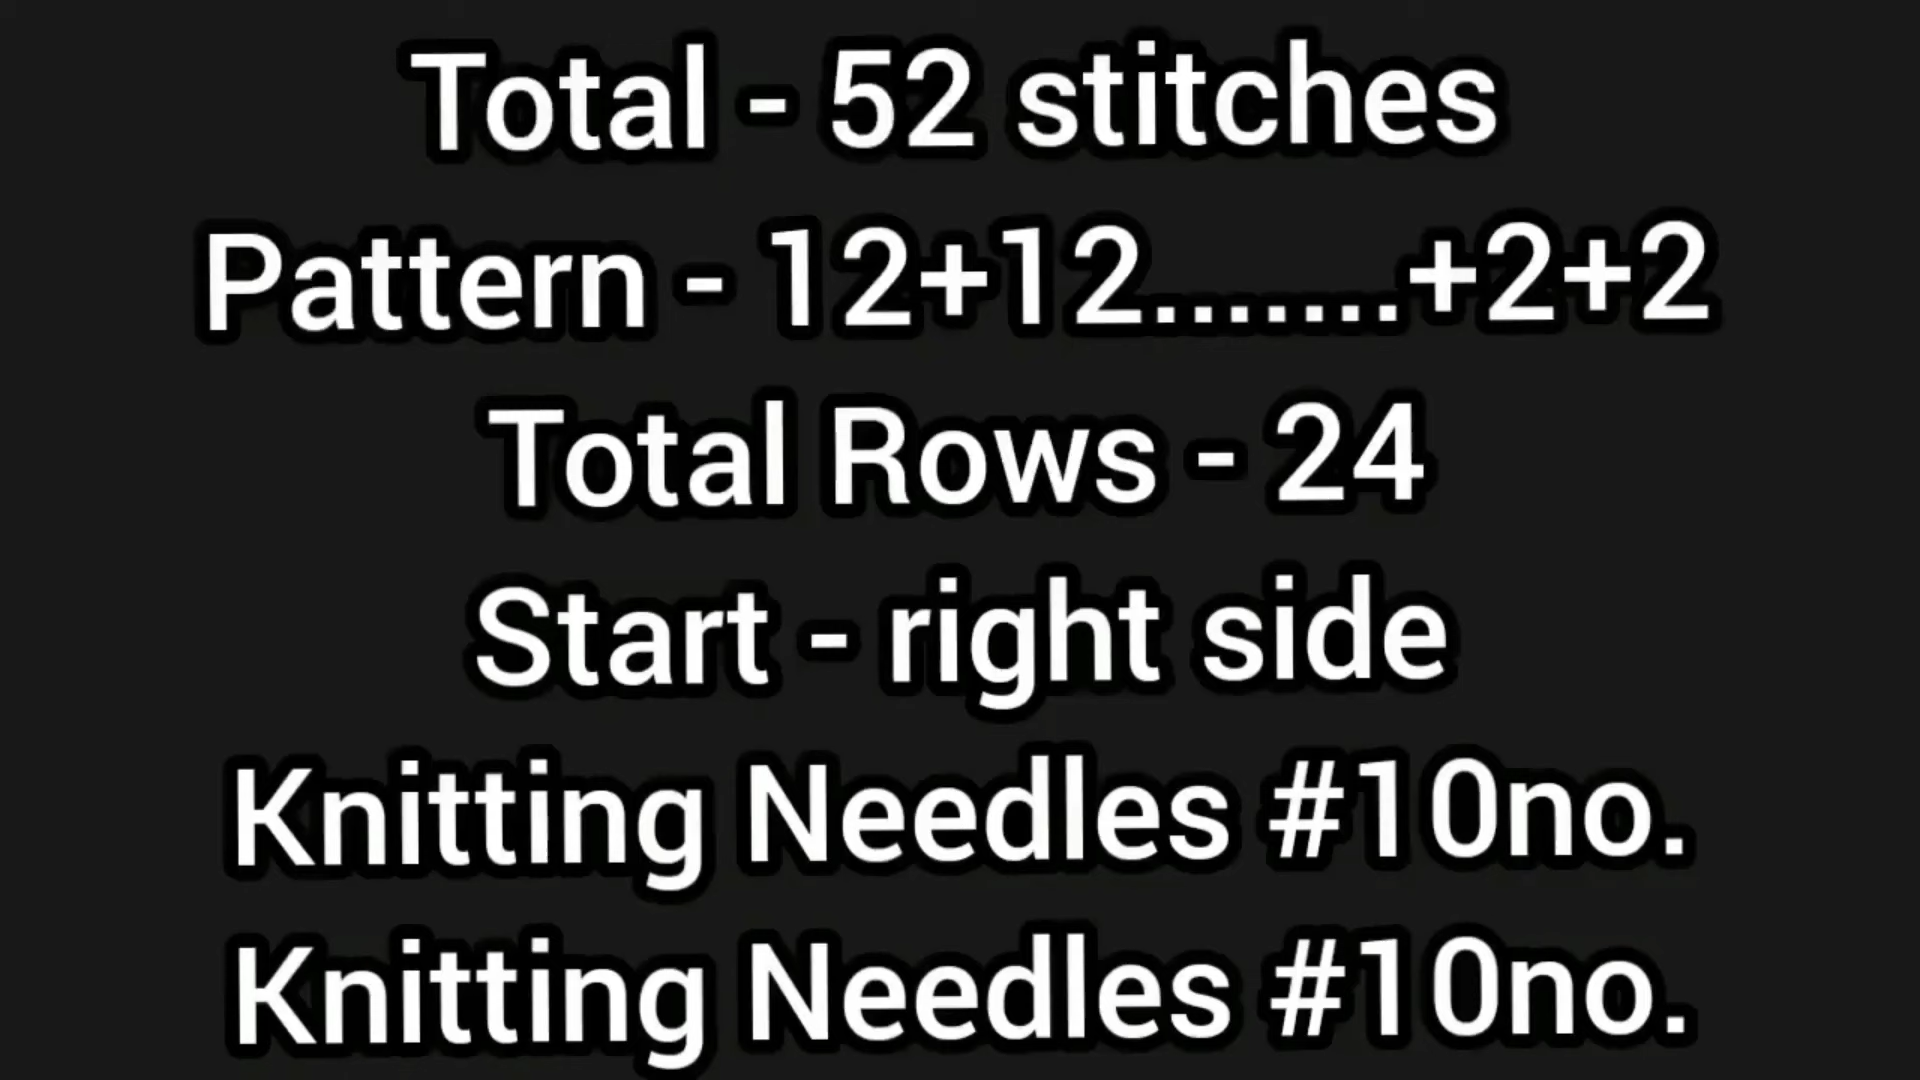 Total - 52 stitches
Pattern - 12+12.......+2+2
Total Rows - 24
Start - right side
Knitting Needles #10no.
Knitting Needles #10no.